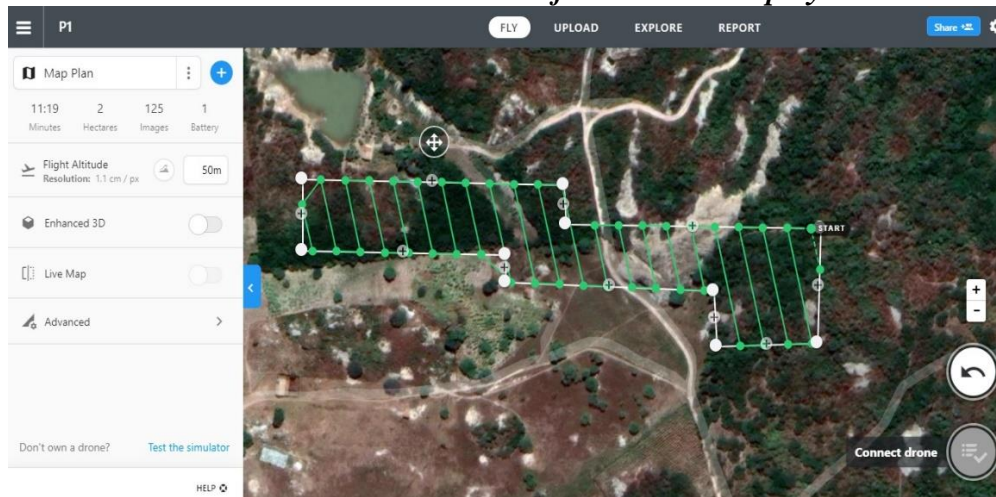 P1
FLY UPLOAD EXPLORE REPORT
Share
Map Plan
11:19 2 125 1
Minutes Hectares Images Battery
Flight Altitude
Resolution: 1.1 cm / px
50m
Enhanced 3D
Live Map
Advanced
Don't own a drone? Test the simulator
HELP
START
+
-
Connect drone